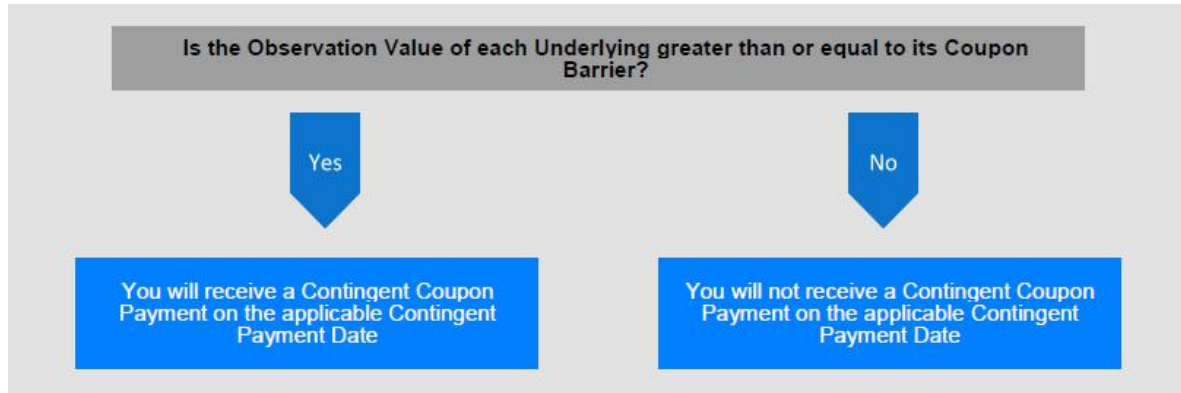 Is the Observation Value of each Underlying greater than or equal to its Coupon
Barrier?
Yes
No
You will receive a Contingent Coupon
Payment on the applicable Contingent
Payment Date
You will not receive a Contingent Coupon
Payment on the applicable Contingent
Payment Date